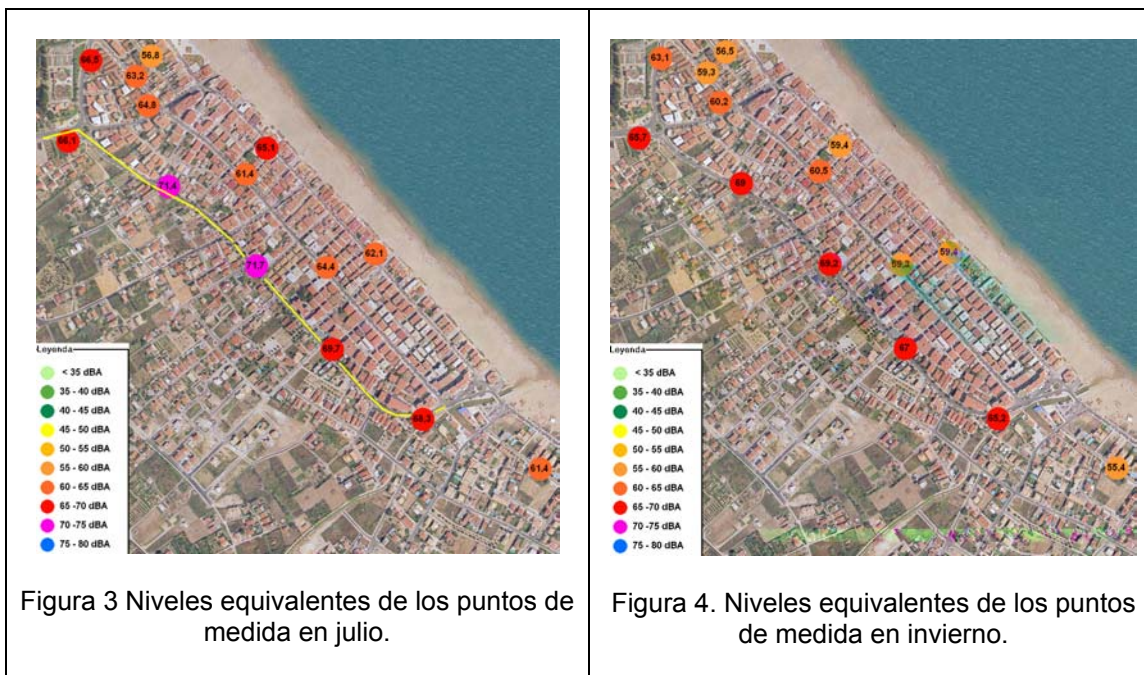 66,5
56,8
63,2
64,8
66,1
65,1
61,4
71,4
62,1
64,4
71,7
69,7
68,3
61,4
Leyenda
< 35 dBA
35 - 40 dBA
40 - 45 dBA
45 - 50 dBA
50 - 55 dBA
55 - 60 dBA
60 - 65 dBA
65 -70 dBA
70 -75 dBA
75 - 80 dBA
Figura 3 Niveles equivalentes de los puntos de
medida en julio.
63,1
56,5
59,3
60,2
65,7
59,4
60,5
69
59,4
59,2
69,2
67
65,2
55,4
Leyenda
< 35 dBA
35 - 40 dBA
40 - 45 dBA
45 - 50 dBA
50 - 55 dBA
55 - 60 dBA
60 - 65 dBA
65 -70 dBA
70 -75 dBA
75 - 80 dBA
Figura 4. Niveles equivalentes de los puntos
de medida en invierno.